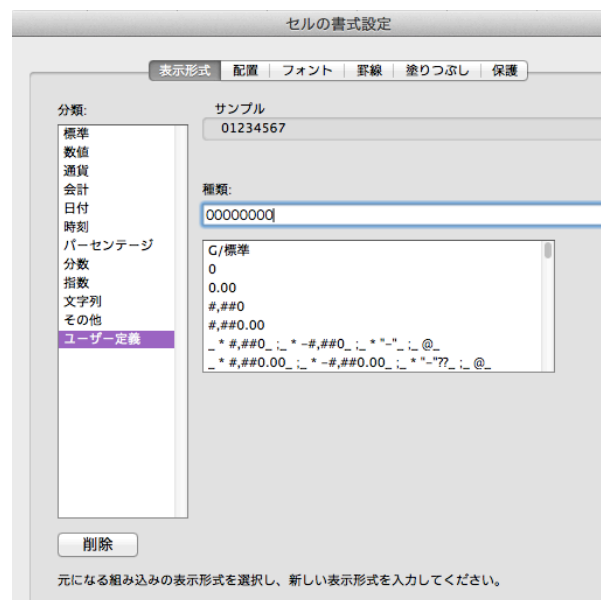 セルの書式設定
表示形式 配置 フォント 罫線 塗りつぶし 保護
分類:
標準
数値
通貨
会計
日付
時刻
パーセンテージ
分数
指数
文字列
その他
ユーザー定義
サンプル
01234567
種類:
00000000
G/標準
0
0.00
#,##0
#,##0.00
_ * #,##0_ ;_ * -#,##0_ ;_ * "-"_ ;_ @_
_ * #,##0.00_ ;_ * -#,##0.00_ ;_ * "-"??_ ;_ @_
削除
元になる組み込みの表示形式を選択し、新しい表示形式を入力してください。